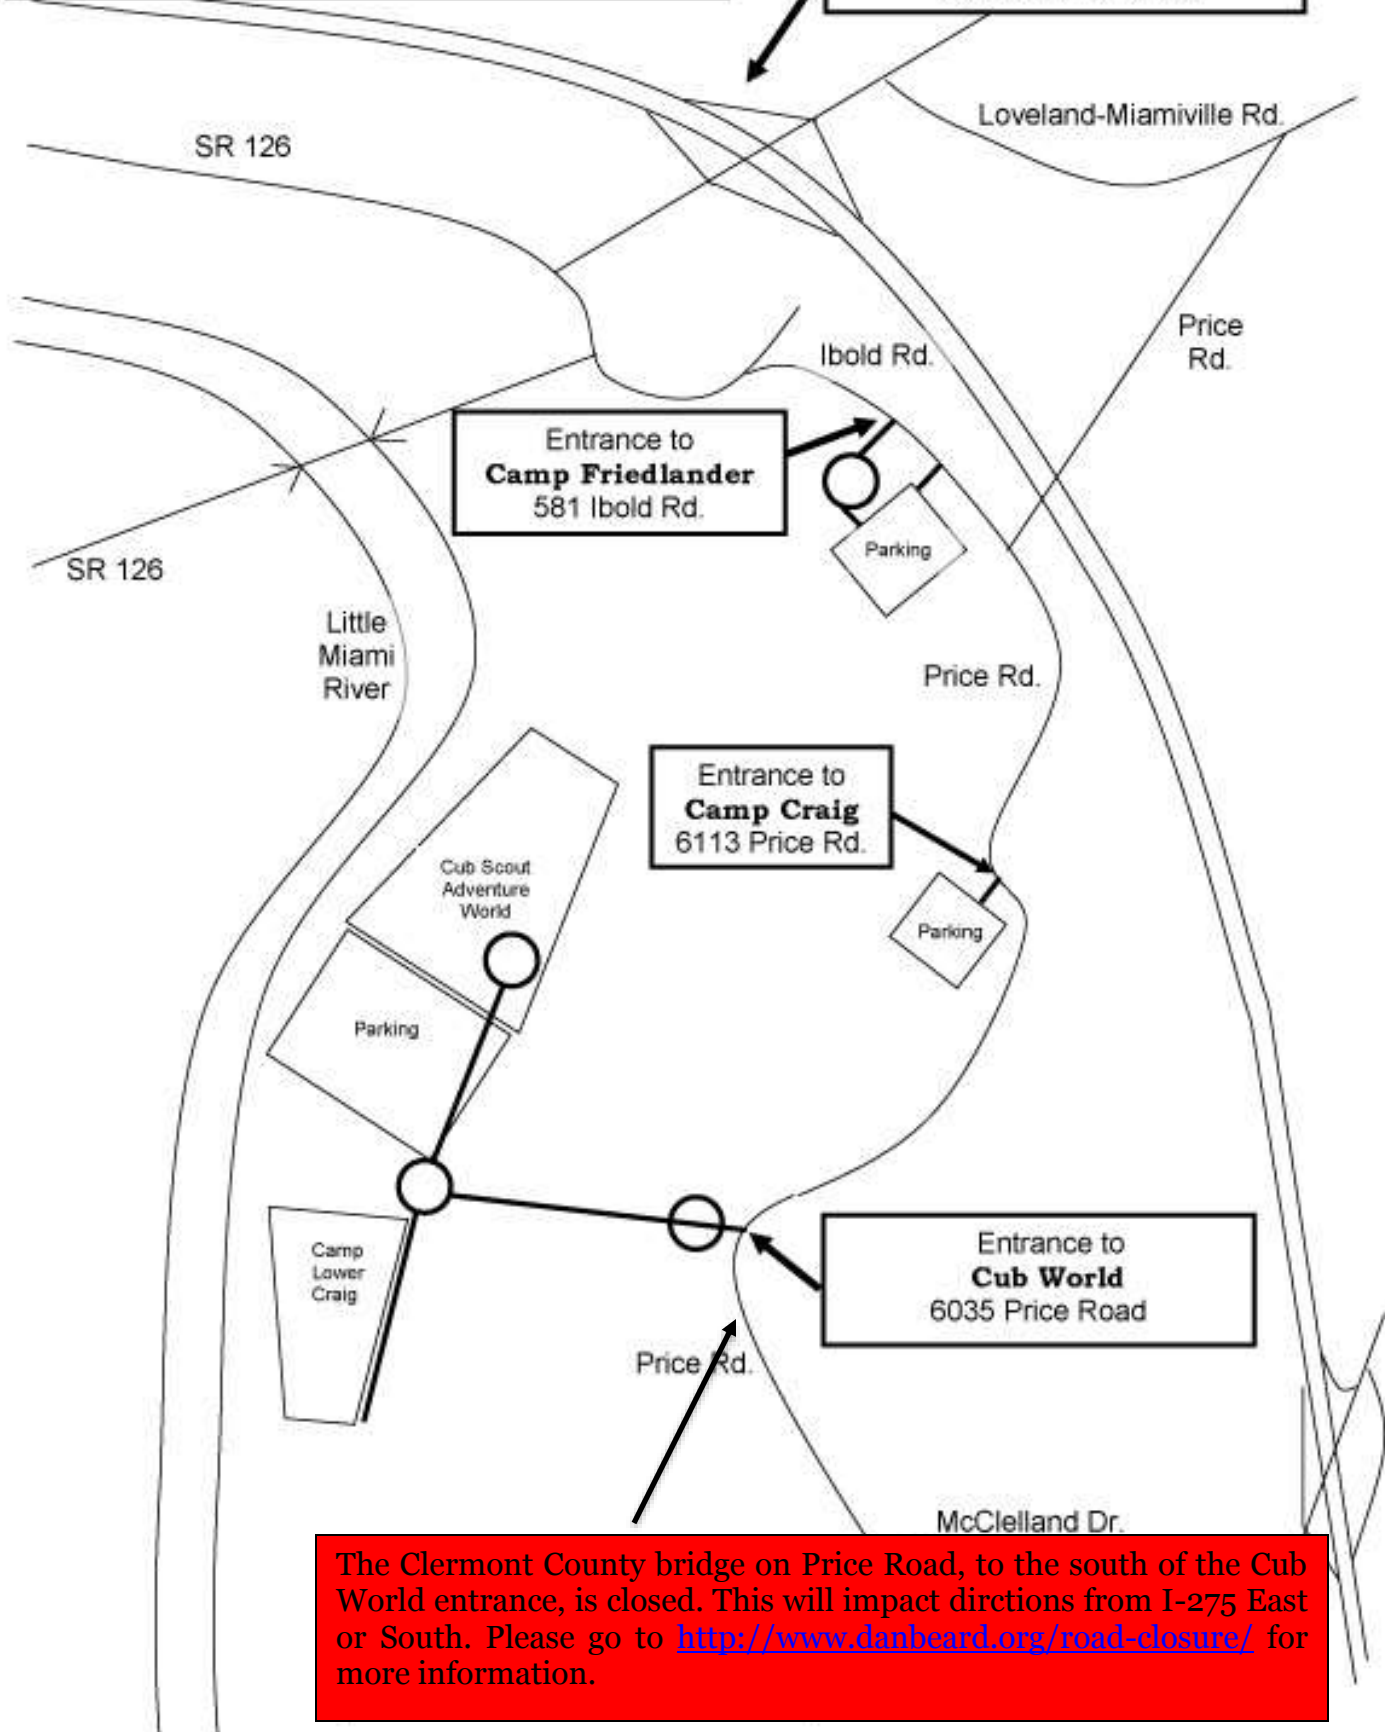 Loveland-Miamiville Rd.
SR 126
Price
Rd.
Ibold Rd.
Entrance to
Camp Friedlander
581 Ibold Rd.
Parking
SR 126
Little
Miami
River
Price Rd.
Entrance to
Camp Craig
6113 Price Rd.
Cub Scout
Adventure
World
Parking
Parking
Entrance to
Cub World
6035 Price Road
Camp
Lower
Craig
Price Rd.
McClelland Dr.
The Clermont County bridge on Price Road, to the south of the Cub
World entrance, is closed. This will impact dirctions from I-275 East
or South. Please go to http://www.danbeard.org/road-closure/ for
more information.